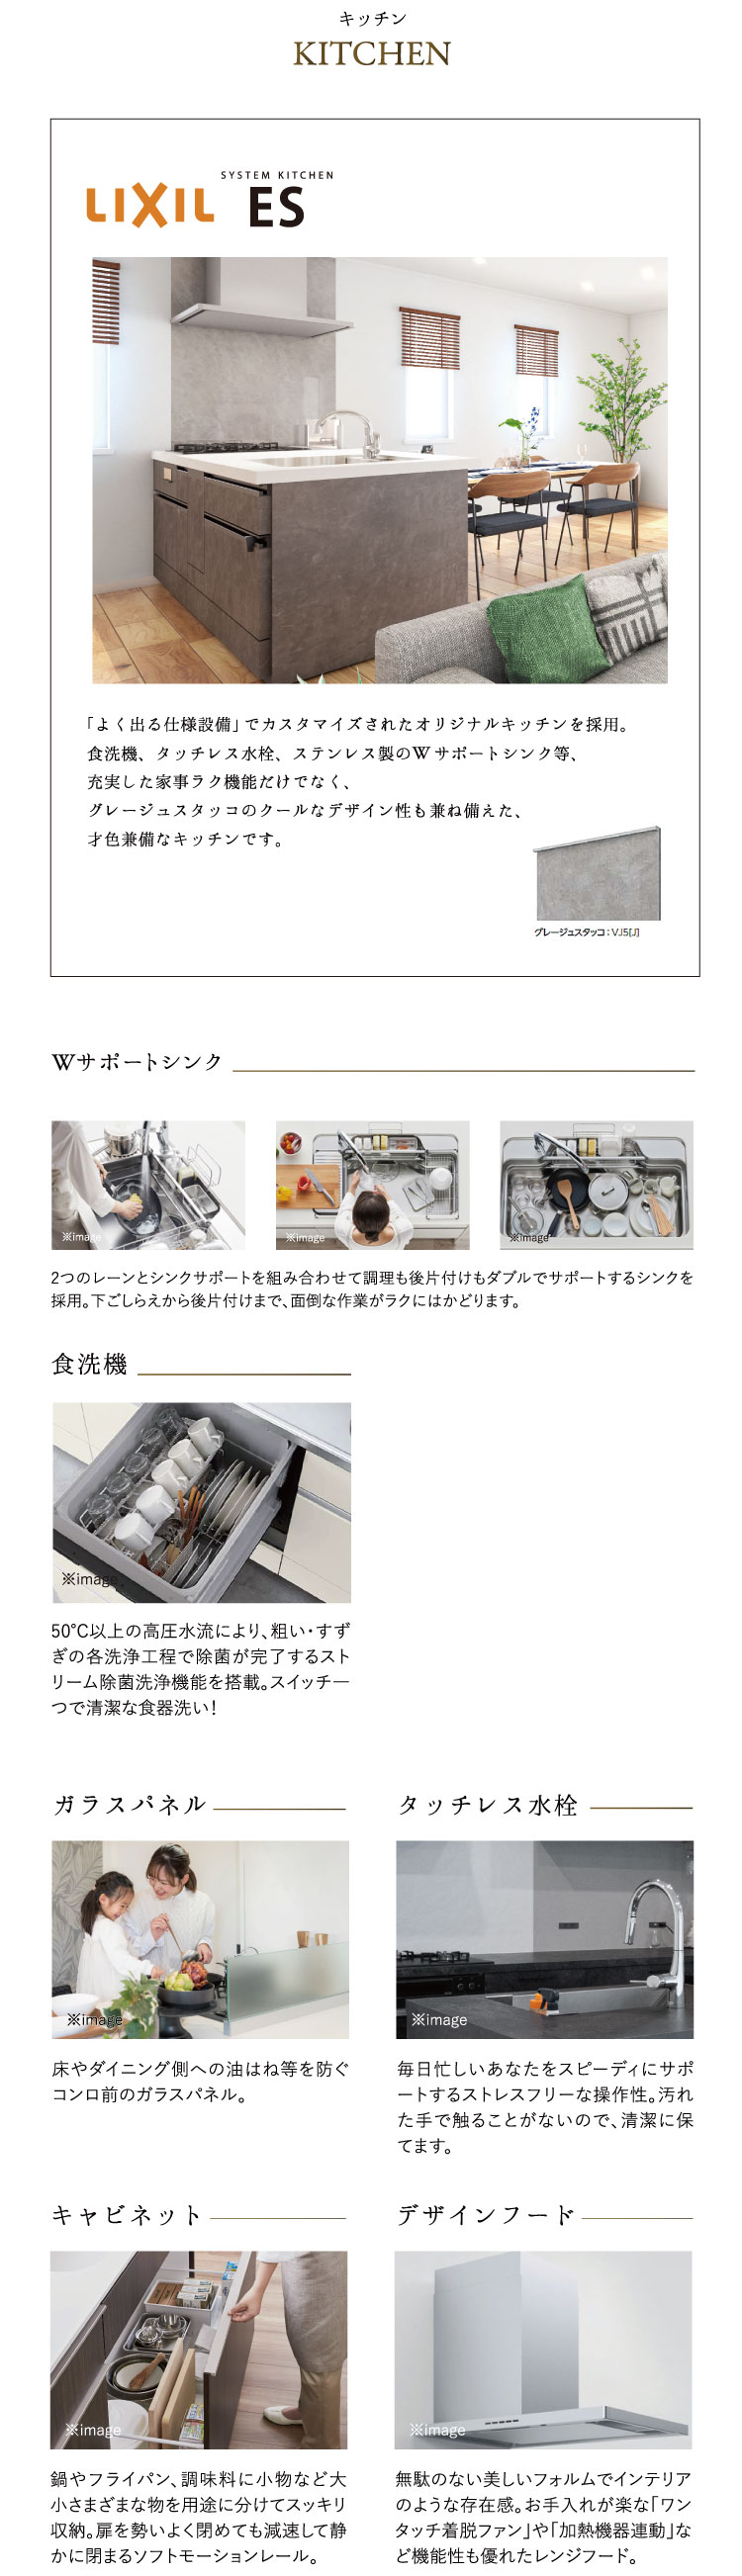 キッチン
KITCHEN
SYSTEM KITCHEN
LIXIL ES
「よく出る仕様設備」でカスタマイズされたオリジナルキッチンを採用。
食洗機、タッチレス水栓、ステンレス製のWサポートシンク等、
充実した家事ラク機能だけでなく、
グレージュスタッコのクールなデザイン性も兼ね備えた、
才色兼備なキッチンです。
グレージュスタッコ：VJ5[J]
Wサポートシンク
※image
※image
※image
2つのレーンとシンクサポートを組み合わせて調理も後片付けもダブルでサポートするシンクを
採用。下ごしらえから後片付けまで、面倒な作業がラクにはかどります。
食洗機
※image
50℃以上の高圧水流により、粗い・すず
ぎの各洗浄工程で除菌が完了するスト
リーム除菌洗浄機能を搭載。スイッチ一
つで清潔な食器洗い！
ガラスパネル
※image
床やダイニング側への油はね等を防ぐ
コンロ前のガラスパネル。
タッチレス水栓
※image
毎日忙しいあなたをスピーディにサポ
ートするストレスフリーな操作性。汚れ
た手で触ることがないので、清潔に保
てます。
キャビネット
※image
鍋やフライパン、調味料に小物など大
小さまざまな物を用途に分けてスッキリ
収納。扉を勢いよく閉めても減速して静
かに閉まるソフトモーションレール。
デザインフード
※image
無駄のない美しいフォルムでインテリア
のような存在感。お手入れが楽な「ワン
タッチ着脱ファン」や「加熱機器連動」な
ど機能性も優れたレンジフード。